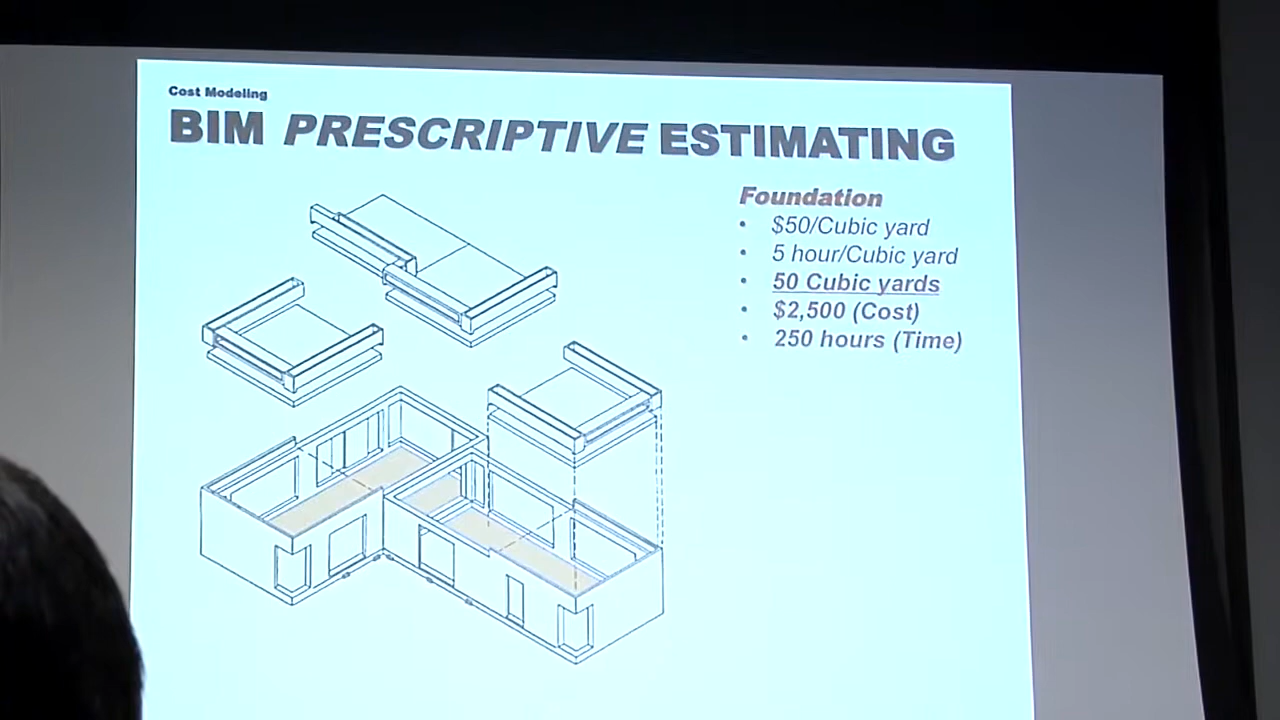 Cost Modeling
BIM PRESCRIPTIVE ESTIMATING
Foundation
• $50/Cubic yard
• 5 hour/Cubic yard
• 50 Cubic yards
• $2,500 (Cost)
• 250 hours (Time)